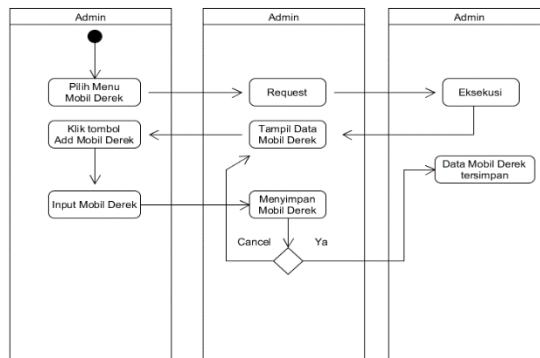 Admin
Admin
Admin
Pilih Menu
Mobil Derek
Request
Eksekusi
Klik tombol
Add Mobil Derek
Tampil Data
Mobil Derek
Data Mobil Derek
tersimpan
Input Mobil Derek
Menyimpan
Mobil Derek
Cancel
Ya